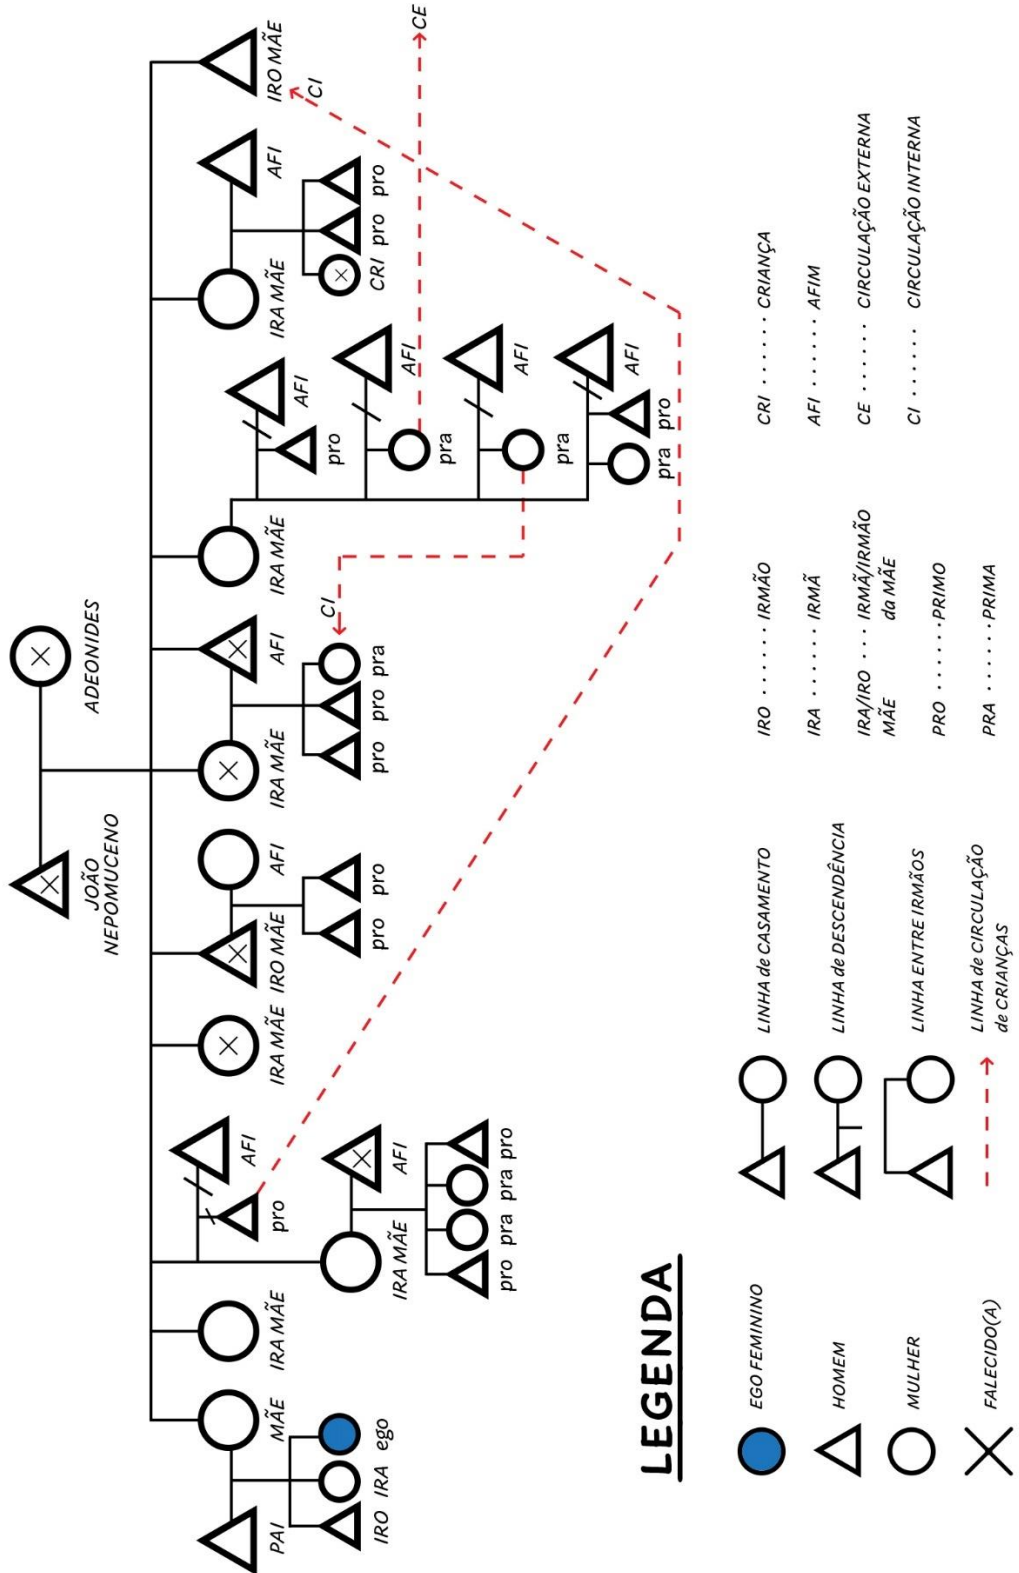 JOÃO
NEPOMUCENO
ADEONIDES
PAI
MÃE
IRO IRA ego
IRA MÃE
pro
AFI
IRA MÃE
AFI
pro pra pra pro
IRA MÃE
IRO MÃE
AFI
pro pro
IRA MÃE
AFI
pro pro pra
CI
IRA MÃE
pro
AFI
pra
AFI
pra
AFI
pra pro
AFI
IRA MÃE
AFI
CRI pro pro
IRO MÃE
CI
CE
LEGENDA
EGO FEMININO
HOMEM
MULHER
FALECIDO(A)
LINHA de CASAMENTO
LINHA de DESCENDÊNCIA
LINHA ENTRE IRMÃOS
LINHA de CIRCULAÇÃO
de CRIANÇAS
IRO ....... IRMÃO
IRA ....... IRMÃ
IRA/IRO .... IRMÃ/IRMÃO
MÃE da MÃE
PRO ....... PRIMO
PRA ....... PRIMA
CRI ....... CRIANÇA
AFI ....... AFIM
CE ....... CIRCULAÇÃO EXTERNA
CI ....... CIRCULAÇÃO INTERNA